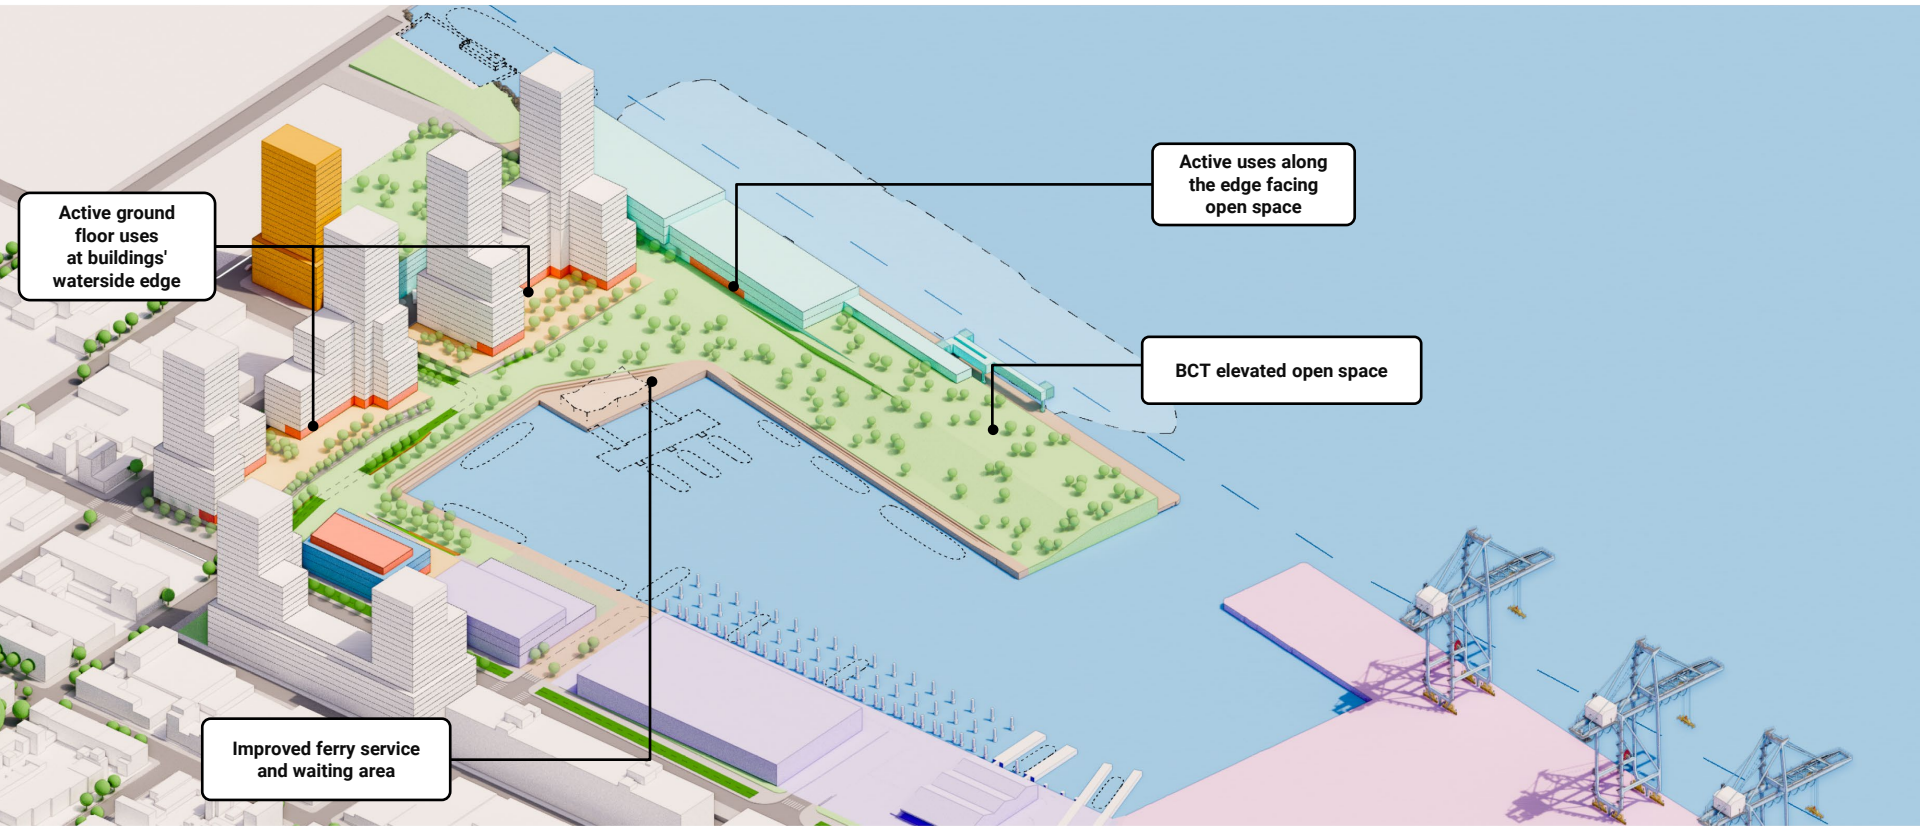 Active ground
floor uses
at buildings'
waterside edge
Active uses along
the edge facing
open space
BCT elevated open space
Improved ferry service
and waiting area